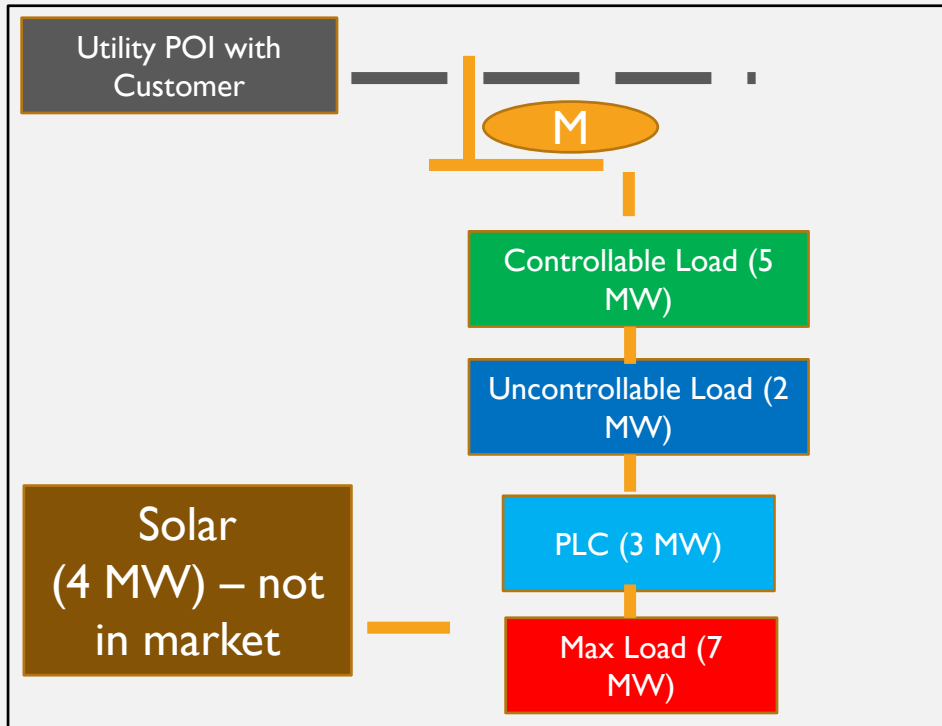 Utility POI with
Customer
M
Controllable Load (5
MW)
Uncontrollable Load (2
MW)
Solar
(4 MW) – not
in market
PLC (3 MW)
Max Load (7
MW)